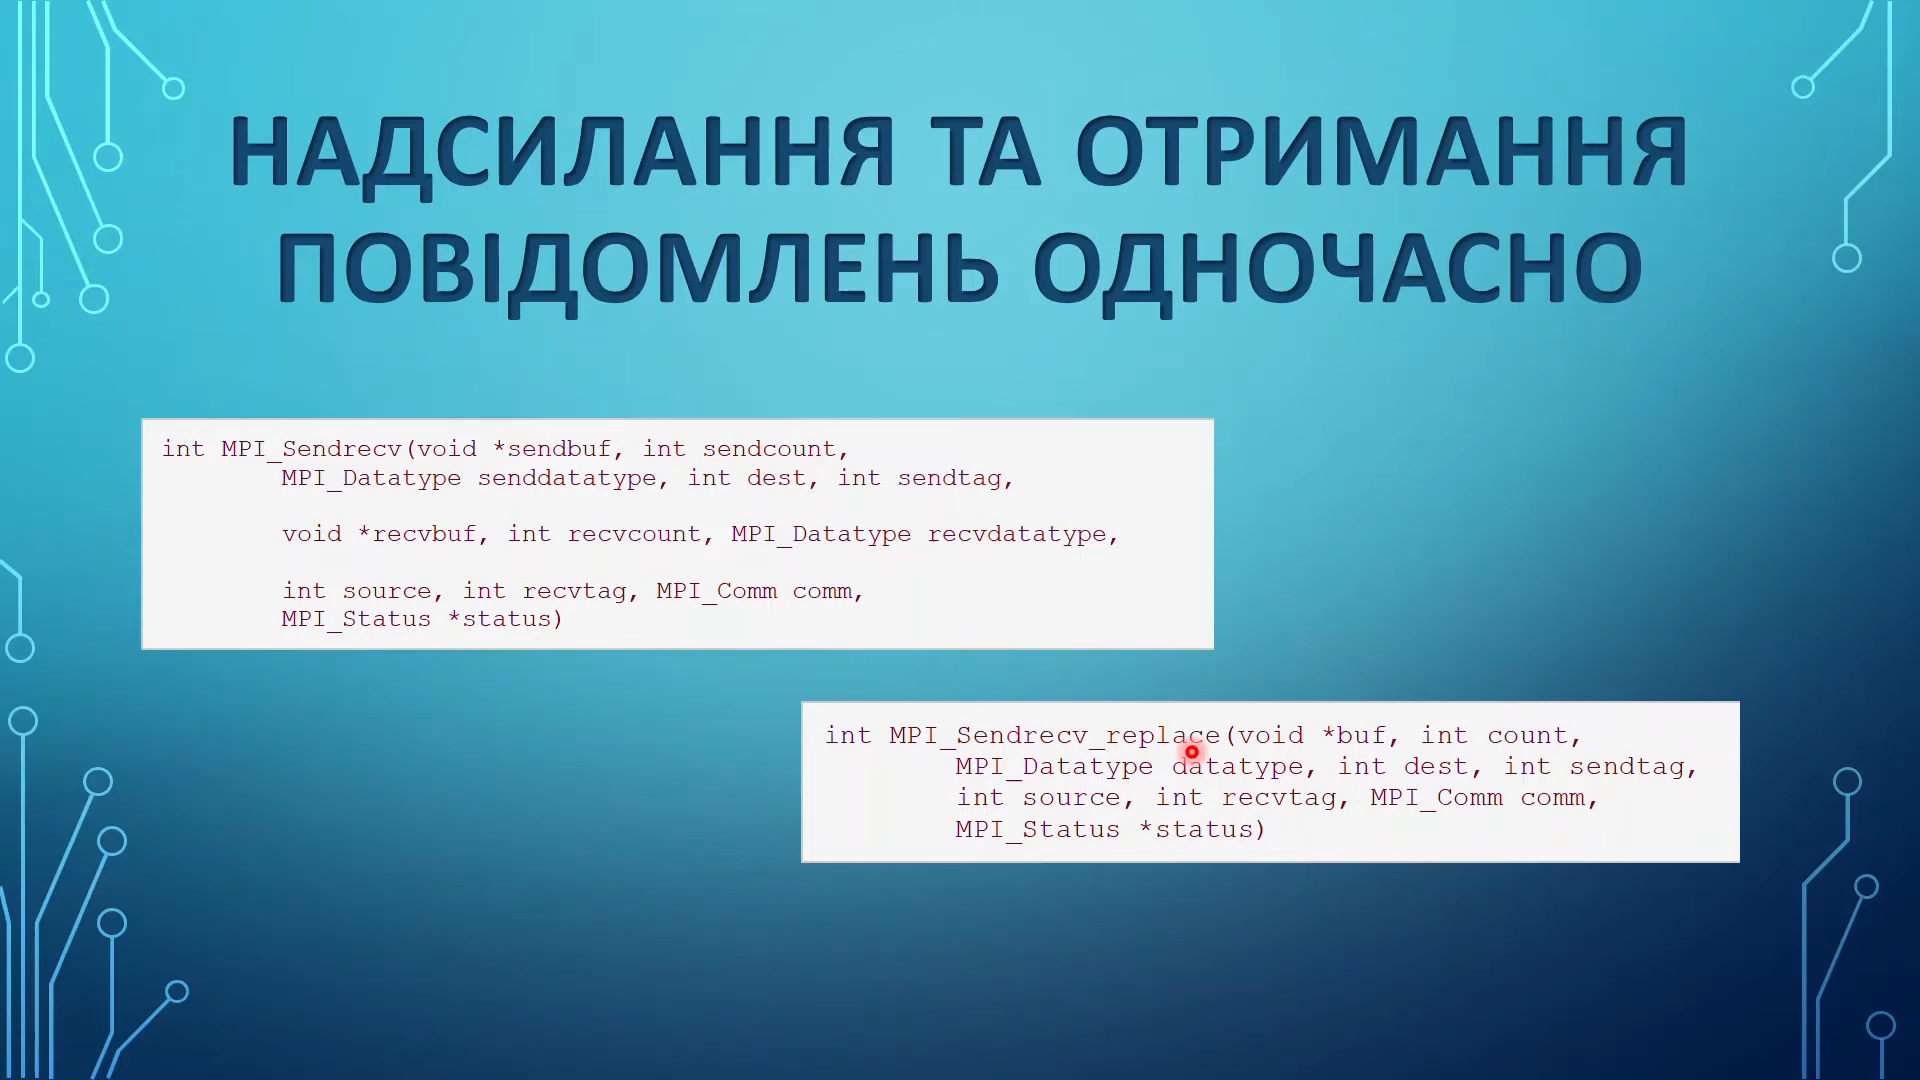 НАДСИЛАННЯ ТА ОТРИМАННЯ
ПОВІДОМЛЕНЬ ОДНОЧАСНО
int MPI_Sendrecv(void *sendbuf, int sendcount,
MPI_Datatype senddatatype, int dest, int sendtag,
void *recvbuf, int recvcount, MPI_Datatype recvdatatype,
int source, int recvtag, MPI_Comm comm,
MPI_Status *status)
int MPI_Sendrecv_replace(void *buf, int count,
MPI_Datatype datatype, int dest, int sendtag,
int source, int recvtag, MPI_Comm comm,
MPI_Status *status)